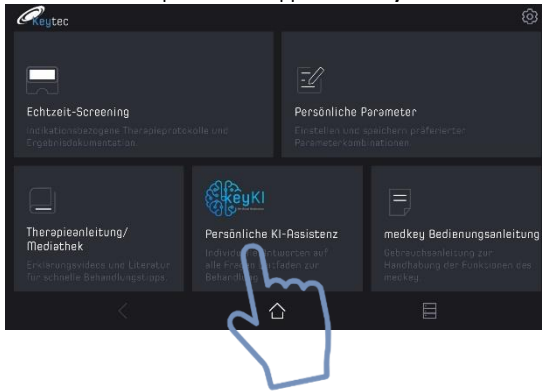 Keytec
Echtzeit-Screening
Indikationsbezogene Therapieprotokolle und
Ergebnisdokumentation.
Persönliche Parameter
Einstellen und speichern präferierter
Parameterkombinationen.
Therapieanleitung/
Mediathek
Erklärungsvideos und Literatur
für schnelle Behandlungstipps.
keyKI
Persönliche KI-Assistenz
Individuelle Antworten auf
alle Fragen
Behandlung
medkey Bedienungsanleitung
Gebrauchsanleitung zur
Handhabung der Funktionen des
medkey.